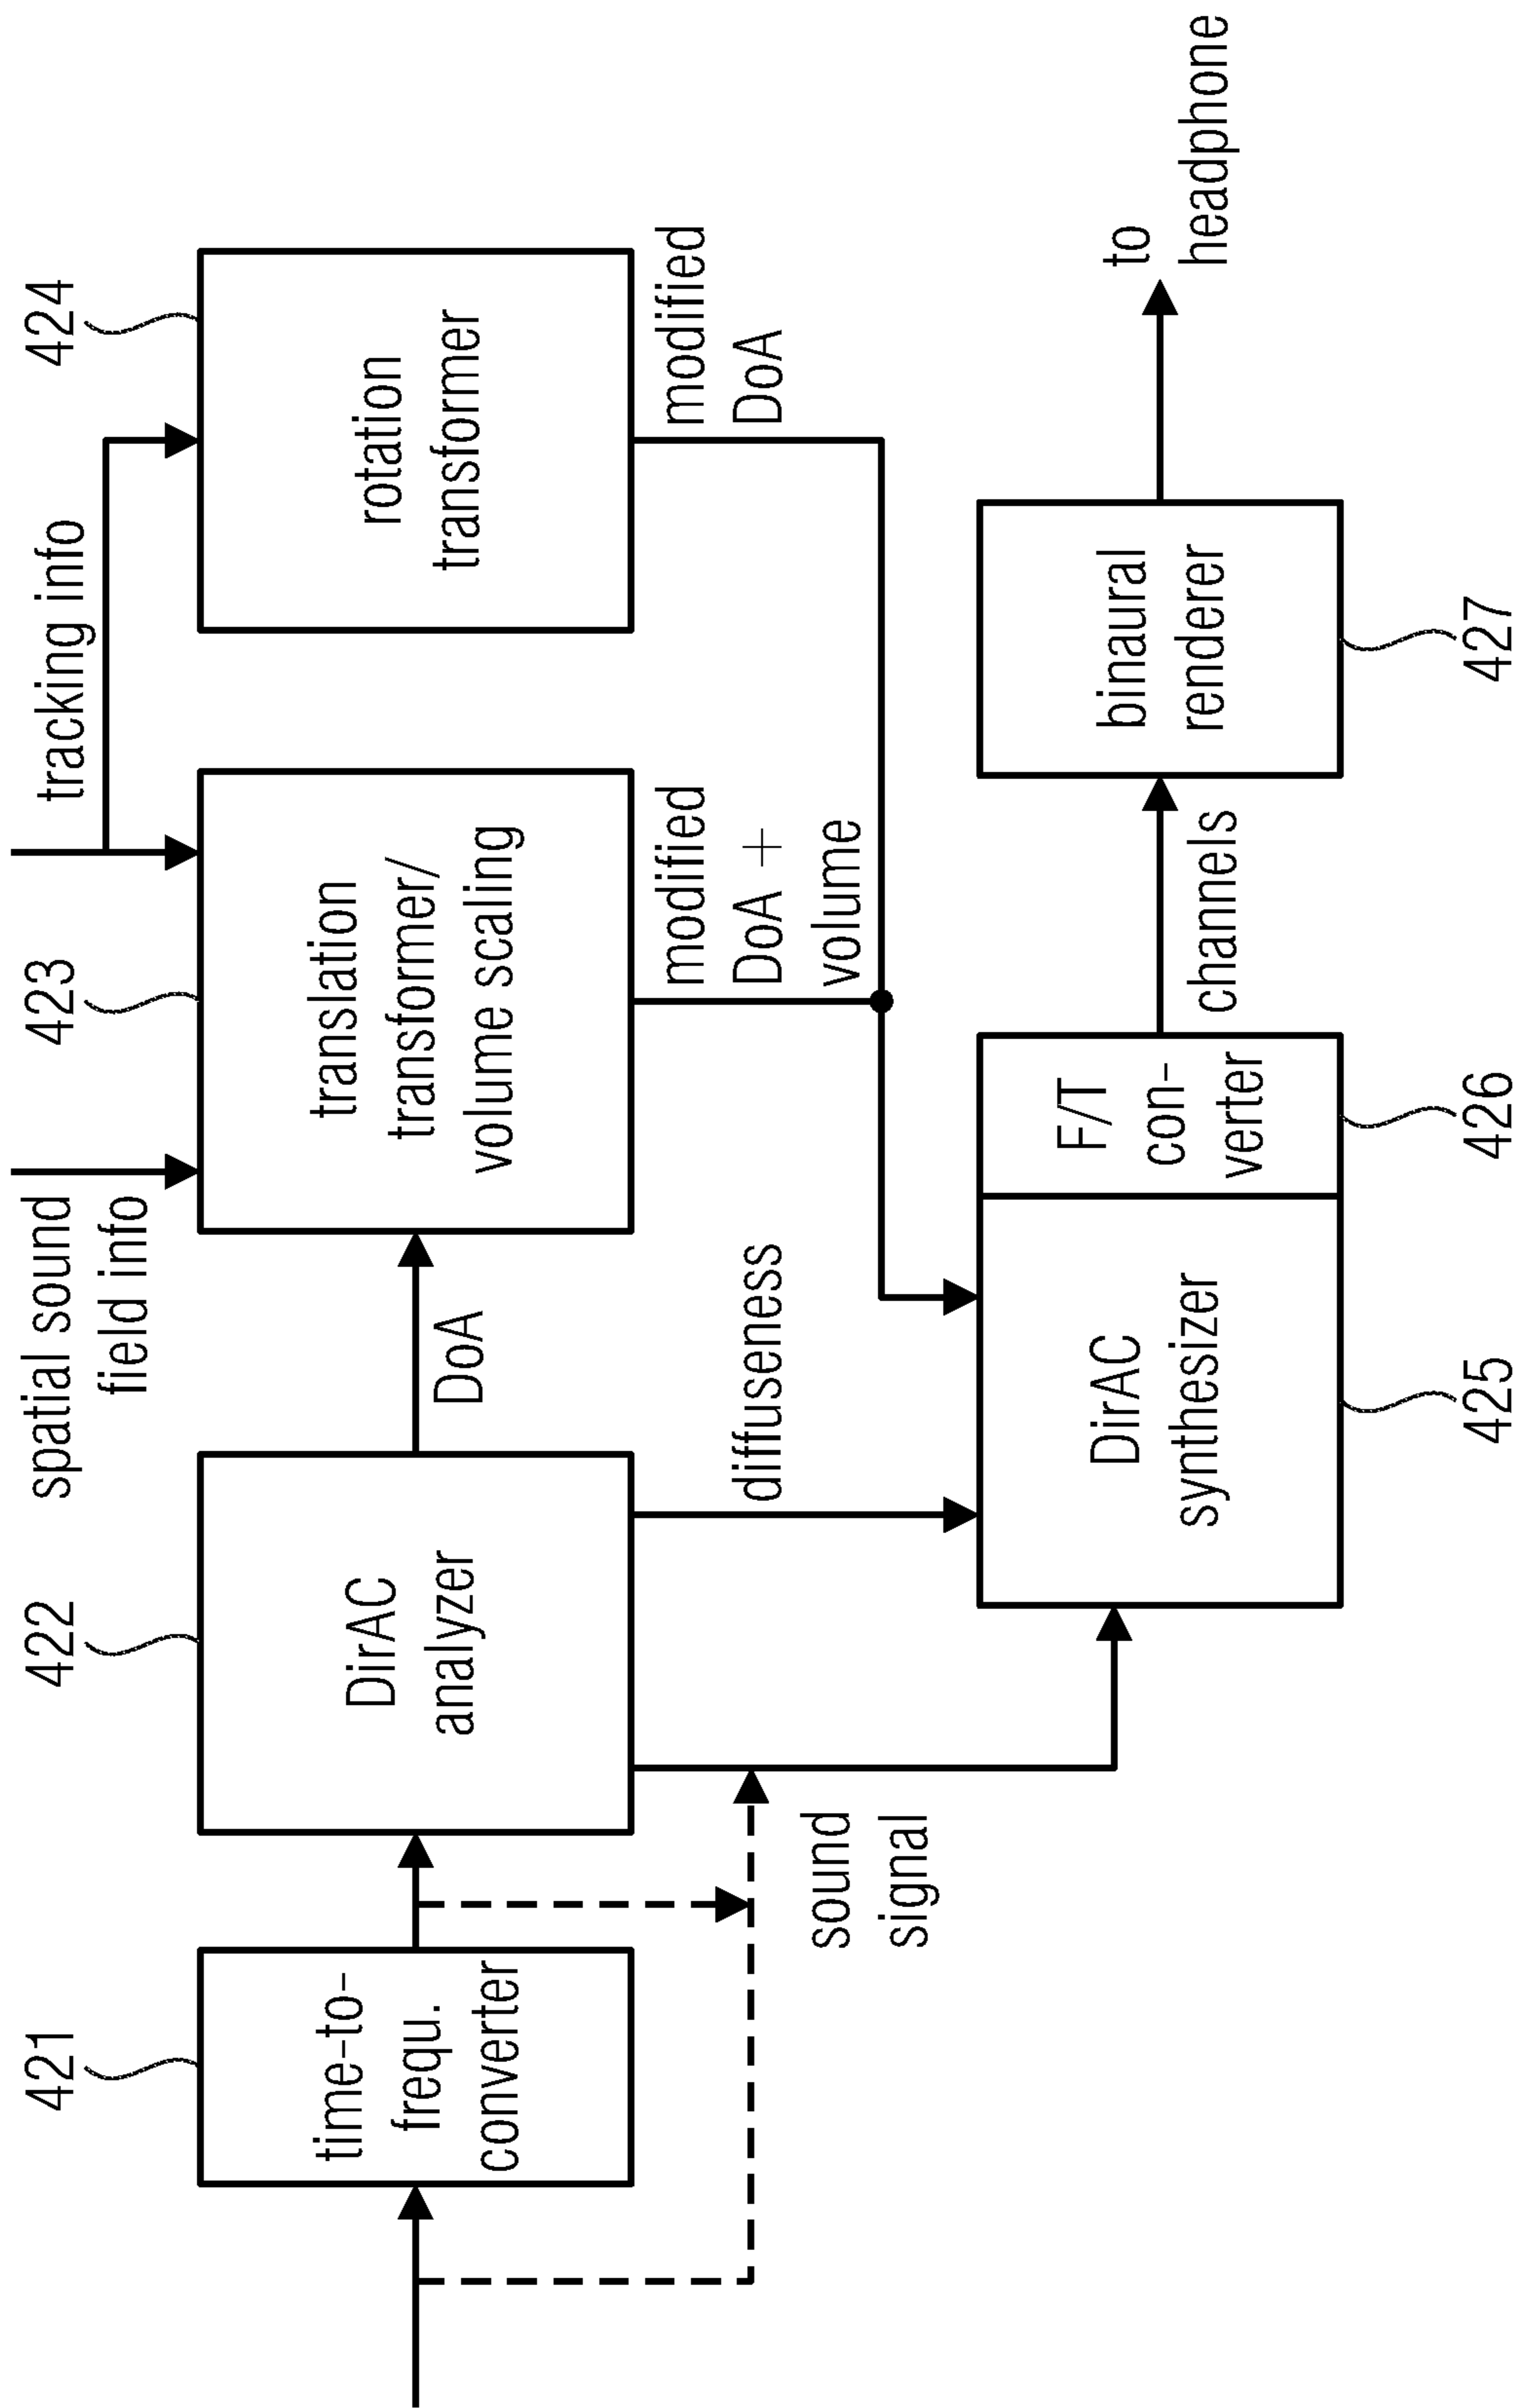 421
422
423
424
spatial sound
field info
tracking info
time-to-
frequ.
converter
DirAC
analyzer
translation
transformer/
volume scaling
rotation
transformer
DoA
sound
signal
diffuseness
modified
DoA +
volume
modified
DoA
DirAC
synthesizer
F/T
con-
verter
channels
binaural
renderer
to
headphone
425
426
427